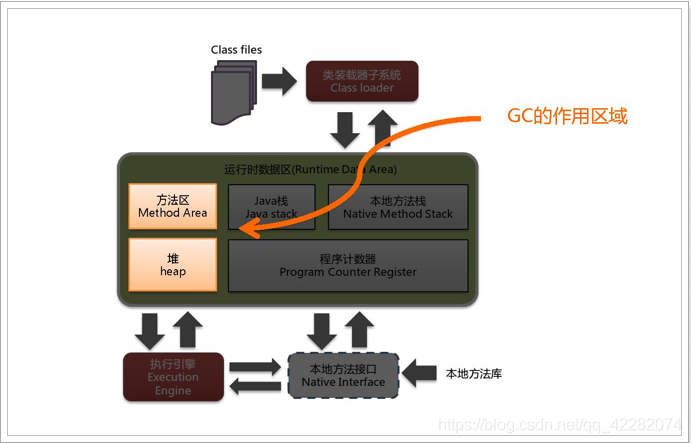 Class files
类装载器子系统
Class loader
GC的作用区域
运行时数据区(Runtime Data Area)
方法区
Method Area
Java栈
Java stack
本地方法栈
Native Method Stack
堆
heap
程序计数器
Program Counter Register
执行引擎
Execution
Engine
本地方法接口
Native Interface
本地方法库
https://blog.csdn.net/qq_42282074